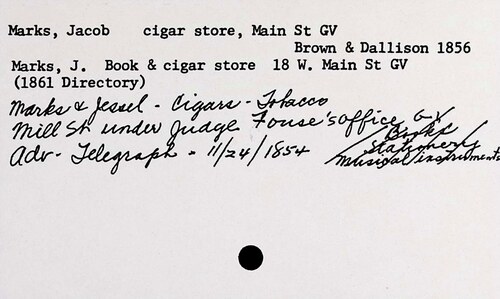 Marks, Jacob    cigar store, Main St GV
Brown & Dallison 1856
Marks, J.  Book & cigar store  18 W. Main St GV
(1861 Directory)
Marks & Jessel - Cigars - Tobacco
Mill St under Judge Fouse's office GV
Adv - Telegraph - 11/24/1854
Books
Stationery
Musical instruments